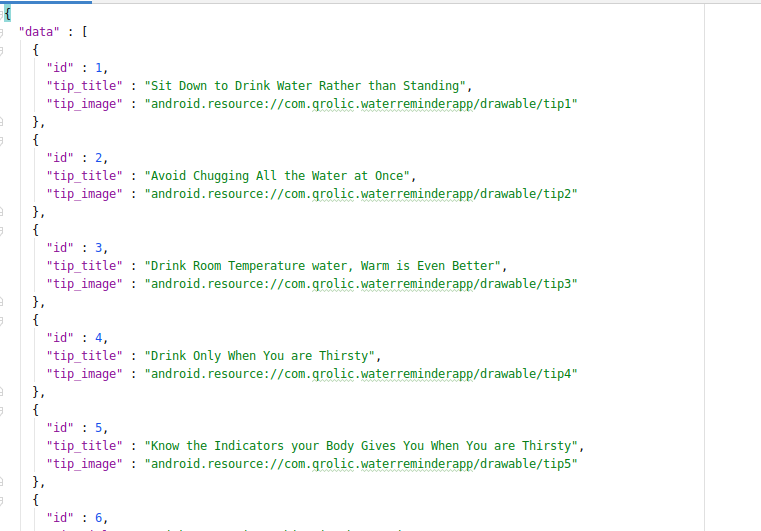 {
"data" : [
{
"id" : 1,
"tip_title" : "Sit Down to Drink Water Rather than Standing",
"tip_image" : "android.resource://com.qrolic.waterreminderapp/drawable/tip1"
},
{
"id" : 2,
"tip_title" : "Avoid Chugging All the Water at Once",
"tip_image" : "android.resource://com.qrolic.waterreminderapp/drawable/tip2"
},
{
"id" : 3,
"tip_title" : "Drink Room Temperature water, Warm is Even Better",
"tip_image" : "android.resource://com.qrolic.waterreminderapp/drawable/tip3"
},
{
"id" : 4,
"tip_title" : "Drink Only When You are Thirsty",
"tip_image" : "android.resource://com.qrolic.waterreminderapp/drawable/tip4"
},
{
"id" : 5,
"tip_title" : "Know the Indicators your Body Gives You When You are Thirsty",
"tip_image" : "android.resource://com.qrolic.waterreminderapp/drawable/tip5"
},
{
"id" : 6,